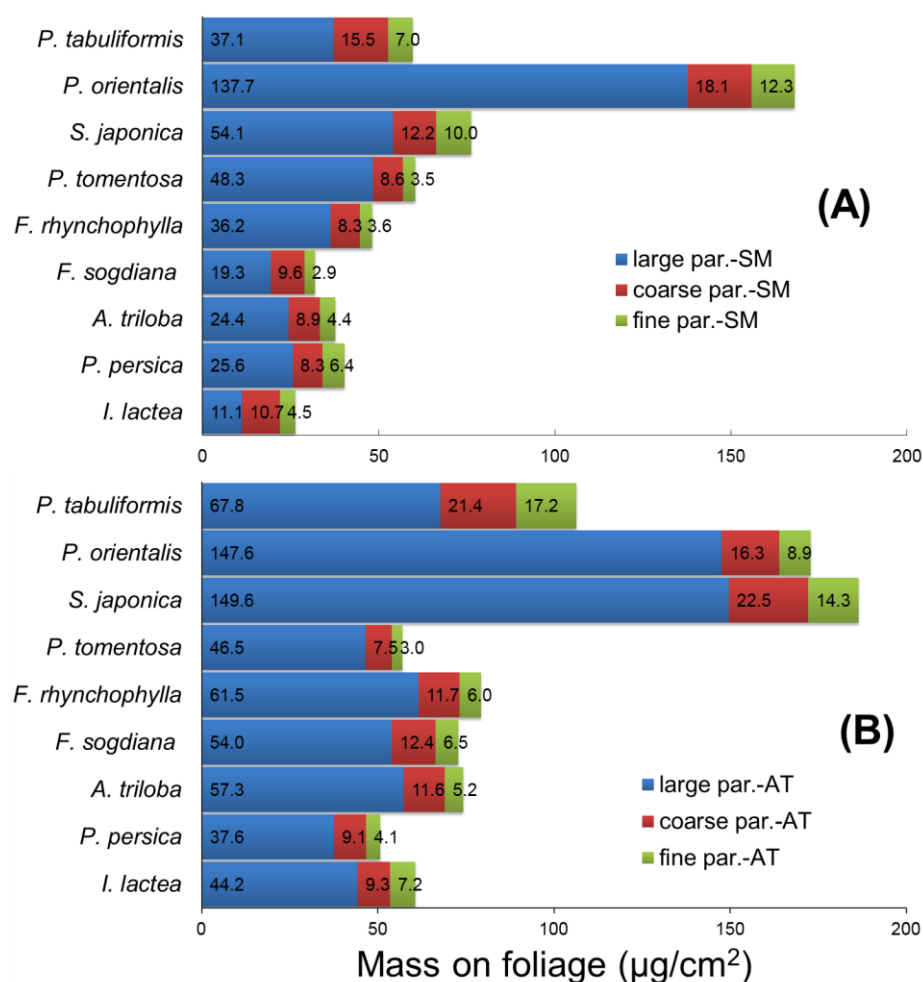 P. tabuliformis 37.1 15.5 7.0
P. orientalis 137.7 18.1 12.3
S. japonica 54.1 12.2 10.0
P. tomentosa 48.3 8.6 3.5
(A)
F. rhynchophylla 36.2 8.3 3.6
large par.-SM
F. sogdiana 19.3 9.6 2.9
coarse par.-SM
A. triloba 24.4 8.9 4.4
fine par.-SM
P. persica 25.6 8.3 6.4
I. lactea 11.1 10.7 4.5
0 50 100 150 200
P. tabuliformis 67.8 21.4 17.2
P. orientalis 147.6 16.3 8.9
S. japonica 149.6 22.5 14.3
P. tomentosa 46.5 7.5 3.0
F. rhynchophylla 61.5 11.7 6.0
(B)
F. sogdiana 54.0 12.4 6.5
A. triloba 57.3 11.6 5.2
large par.-AT
coarse par.-AT
P. persica 37.6 9.1 4.1
fine par.-AT
I. lactea 44.2 9.3 7.2
0 50 100 150 200
Mass on foliage (µg/cm²)